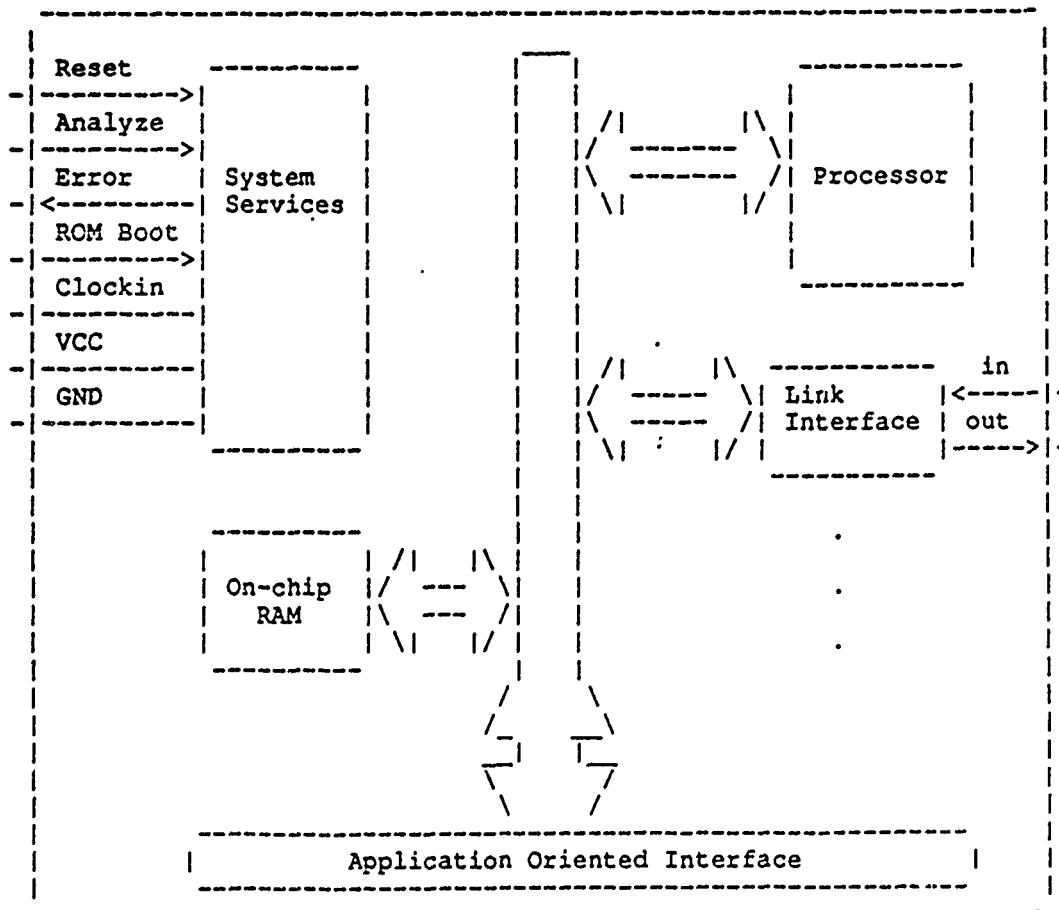 Reset
Analyze
Error
System
Services
Processor
ROM Boot
Clockin
VCC
in
GND
Link
Interface
out
On-chip
RAM
Application Oriented Interface